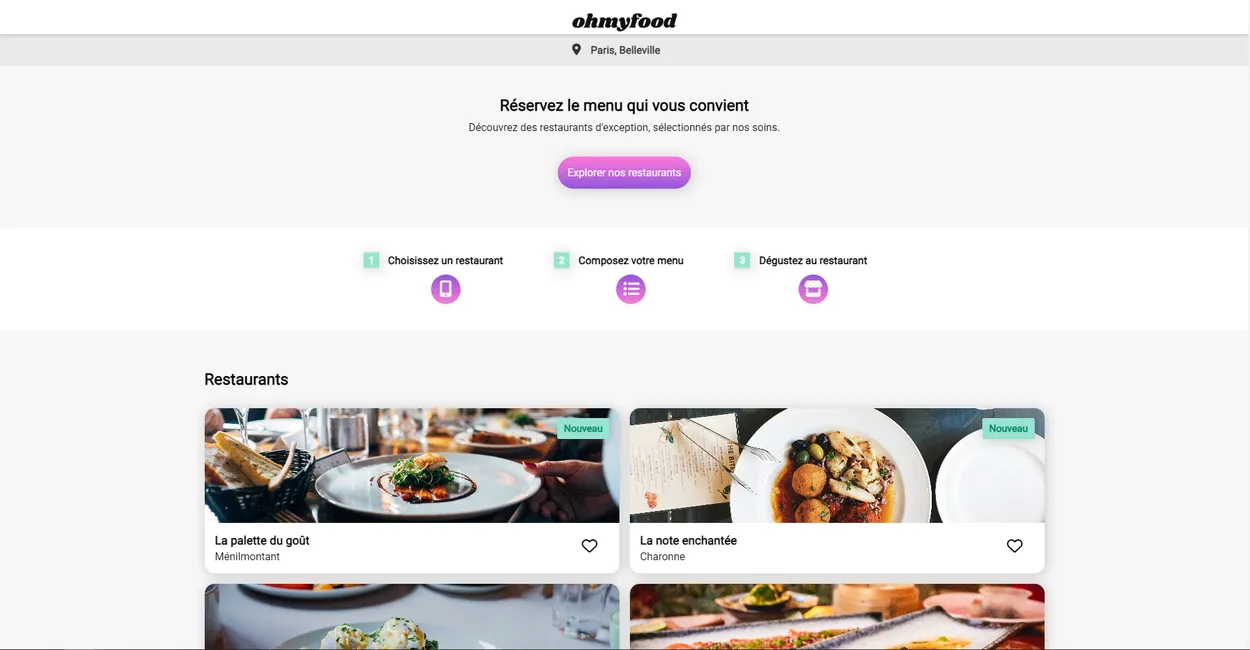 ohmyfood
Paris, Belleville
Réservez le menu qui vous convient
Découvrez des restaurants d'exception, sélectionnés par nos soins.
Explorer nos restaurants
1 Choisissez un restaurant
2 Composez votre menu
3 Dégustez au restaurant
Restaurants
Nouveau
La palette du goût
Ménilmontant
Nouveau
La note enchantée
Charonne